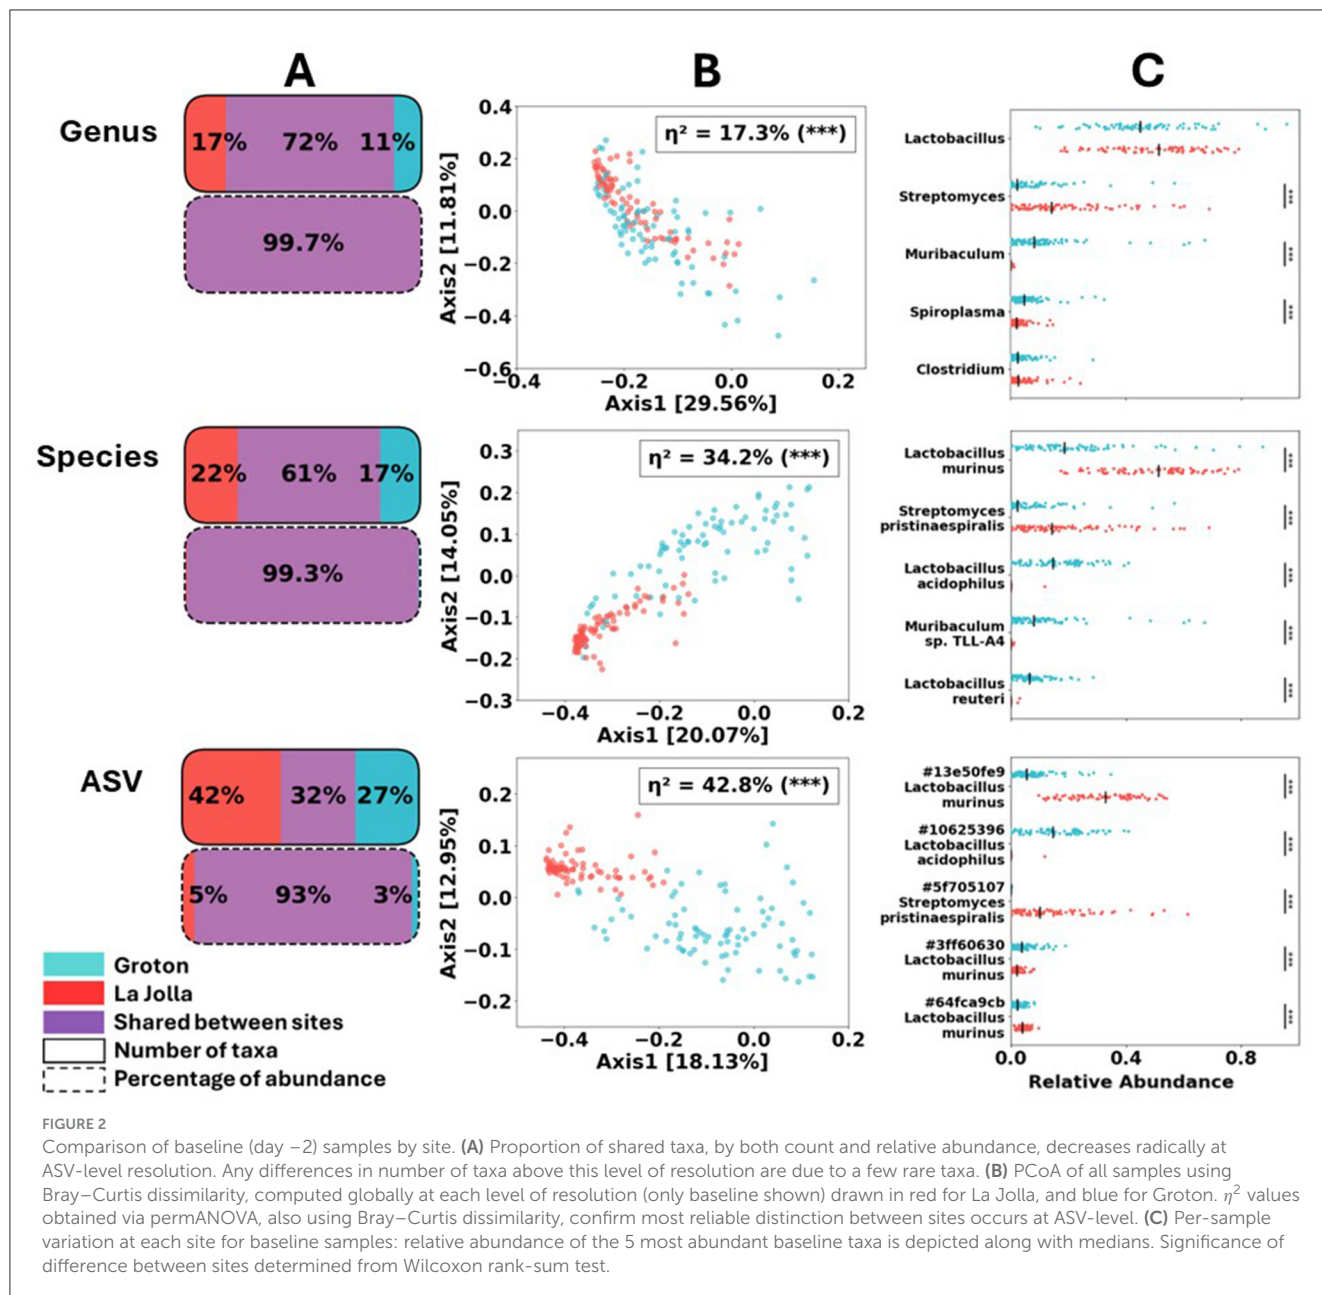 A
B
C
Genus
17%
72%
11%
99.7%
η² = 17.3% (***)
0.4
0.2
0.0
−0.2
−0.4
−0.6
Axis2 [11.81%]
−0.4
−0.2
0.0
0.2
Axis1 [29.56%]
Lactobacillus
Streptomyces
***
Muribaculum
***
Spiroplasma
***
Clostridium
Species
22%
61%
17%
99.3%
η² = 34.2% (***)
0.3
0.2
0.1
0.0
−0.1
−0.2
−0.3
Axis2 [14.05%]
−0.4
−0.2
0.0
0.2
Axis1 [20.07%]
Lactobacillus
murinus
***
Streptomyces
pristinaespiralis
***
Lactobacillus
acidophilus
***
Muribaculum
sp. TLL-A4
***
Lactobacillus
reuteri
***
ASV
42%
32%
27%
5%
93%
3%
η² = 42.8% (***)
0.2
0.1
0.0
−0.1
−0.2
Axis2 [12.95%]
−0.4
−0.2
0.0
0.2
Axis1 [18.13%]
#13e50fe9
Lactobacillus
murinus
***
#10625396
Lactobacillus
acidophilus
***
#5f705107
Streptomyces
pristinaespiralis
***
#3ff60630
Lactobacillus
murinus
***
#64fca9cb
Lactobacillus
murinus
***
0.0
0.4
0.8
Relative Abundance
Groton
La Jolla
Shared between sites
Number of taxa
Percentage of abundance
FIGURE 2
Comparison of baseline (day −2) samples by site. (A) Proportion of shared taxa, by both count and relative abundance, decreases radically at
ASV-level resolution. Any differences in number of taxa above this level of resolution are due to a few rare taxa. (B) PCoA of all samples using
Bray–Curtis dissimilarity, computed globally at each level of resolution (only baseline shown) drawn in red for La Jolla, and blue for Groton. η² values
obtained via permANOVA, also using Bray–Curtis dissimilarity, confirm most reliable distinction between sites occurs at ASV-level. (C) Per-sample
variation at each site for baseline samples: relative abundance of the 5 most abundant baseline taxa is depicted along with medians. Significance of
difference between sites determined from Wilcoxon rank-sum test.